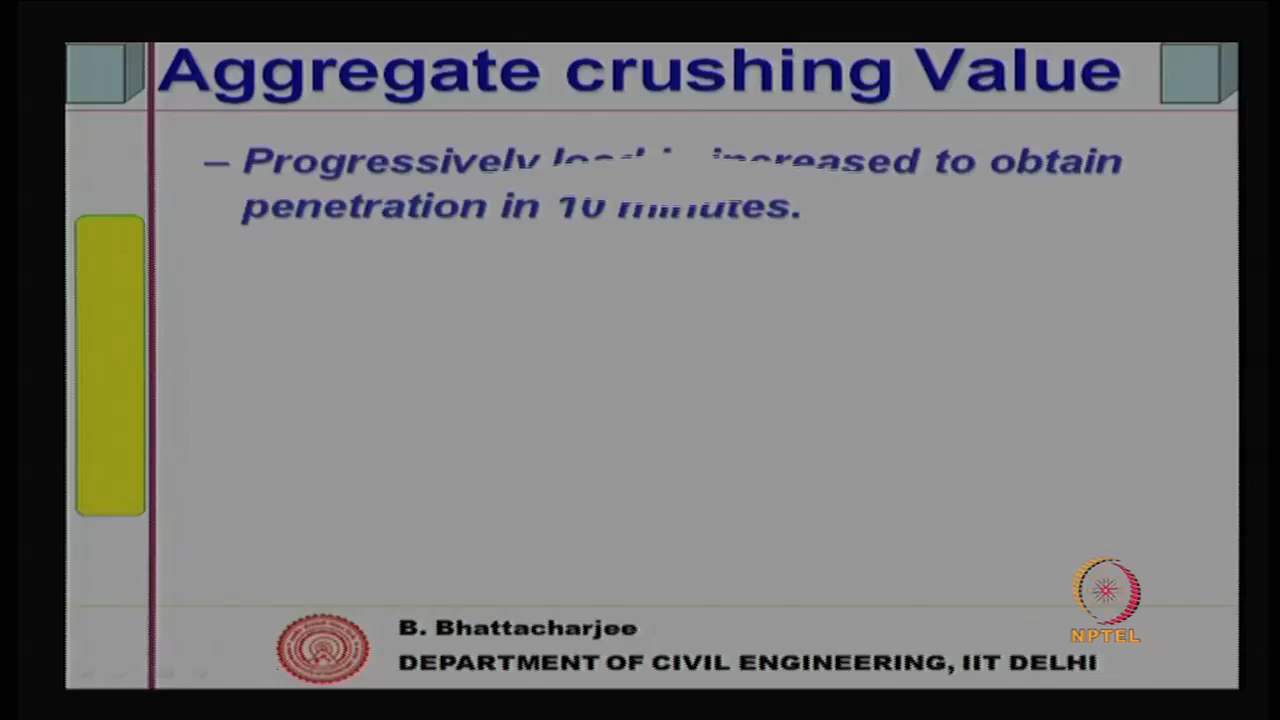 Aggregate crushing Value
– Progressively load is increased to obtain
penetration in 10 minutes.
B. Bhattacharjee
DEPARTMENT OF CIVIL ENGINEERING, IIT DELHI
NPTEL